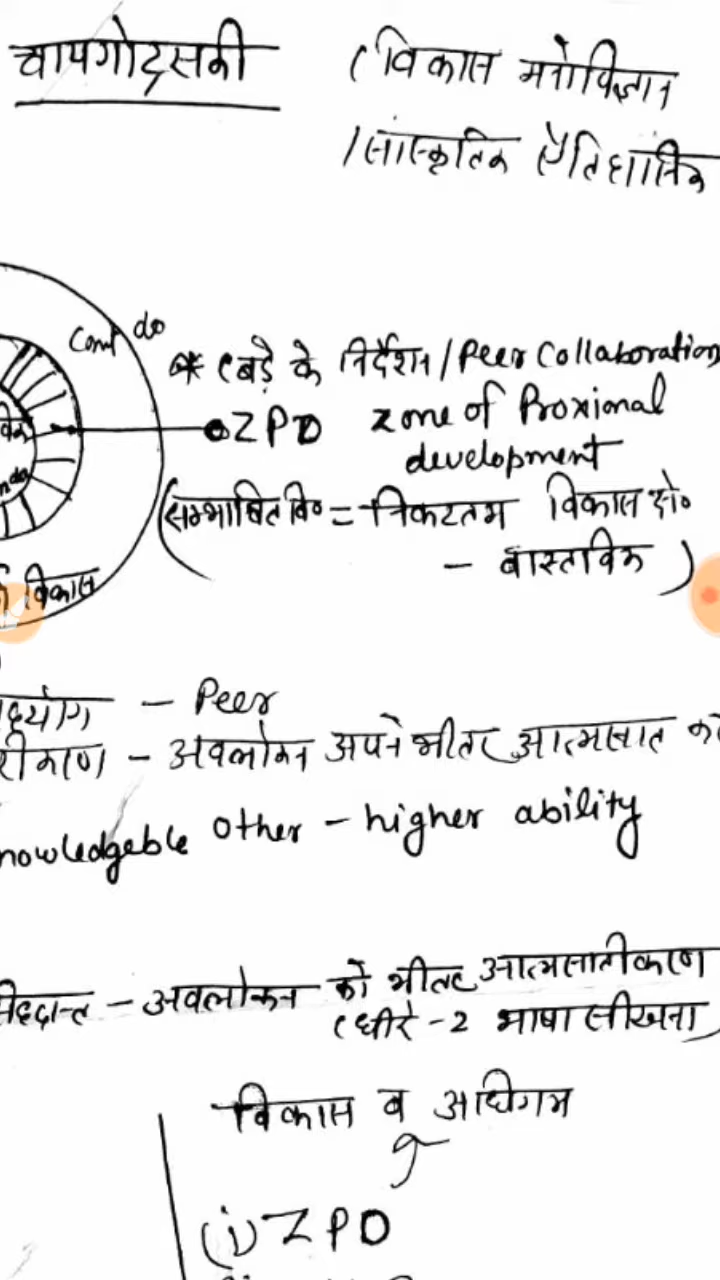 वायगोट्सकी (विकास मनोविज्ञान
/सांस्कृतिक ऐतिहासिक
Cant do
* (बड़े के निर्देशन/Peer Collaboration
ZPD Zone of Proximal
development
(सम्भावित वि० = निकटतम विकास क्षे०
- वास्तविक)
विकास
- Peer
- अवलोकन अपने भीतर आत्मसात क
nowledgeble Other - higher ability
सिद्धान्त - अवलोकन को भीतर आत्मसातीकरण
(धीरे-2 भाषा सीखना)
विकास व अधिगम
(i) ZPD